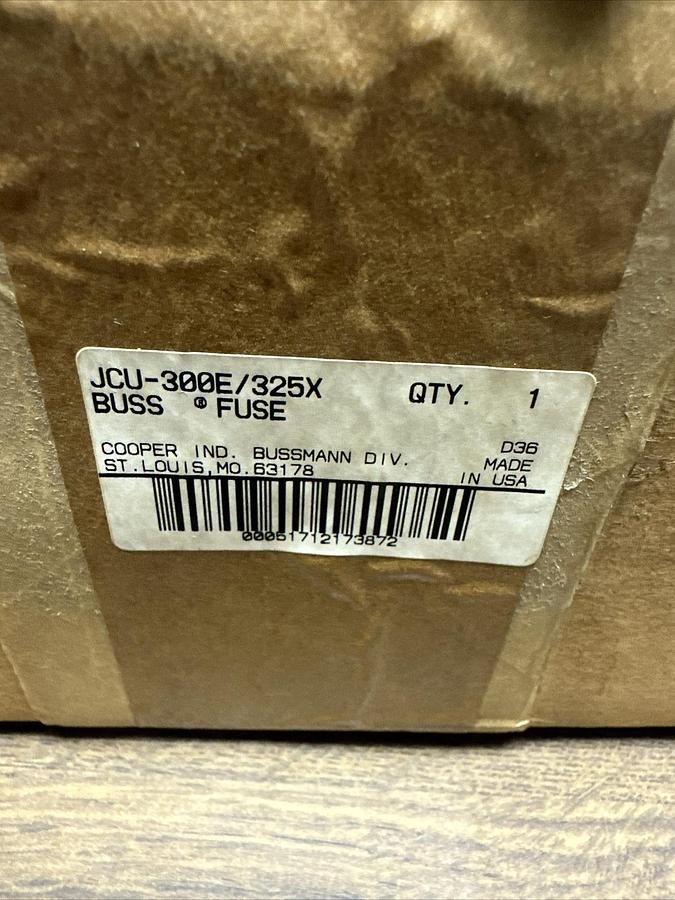 JCU-300E/325X QTY. 1
BUSS ® FUSE
COOPER IND. BUSSMANN DIV. D36
ST.LOUIS,MO.63178 MADE
IN USA
000051712173872